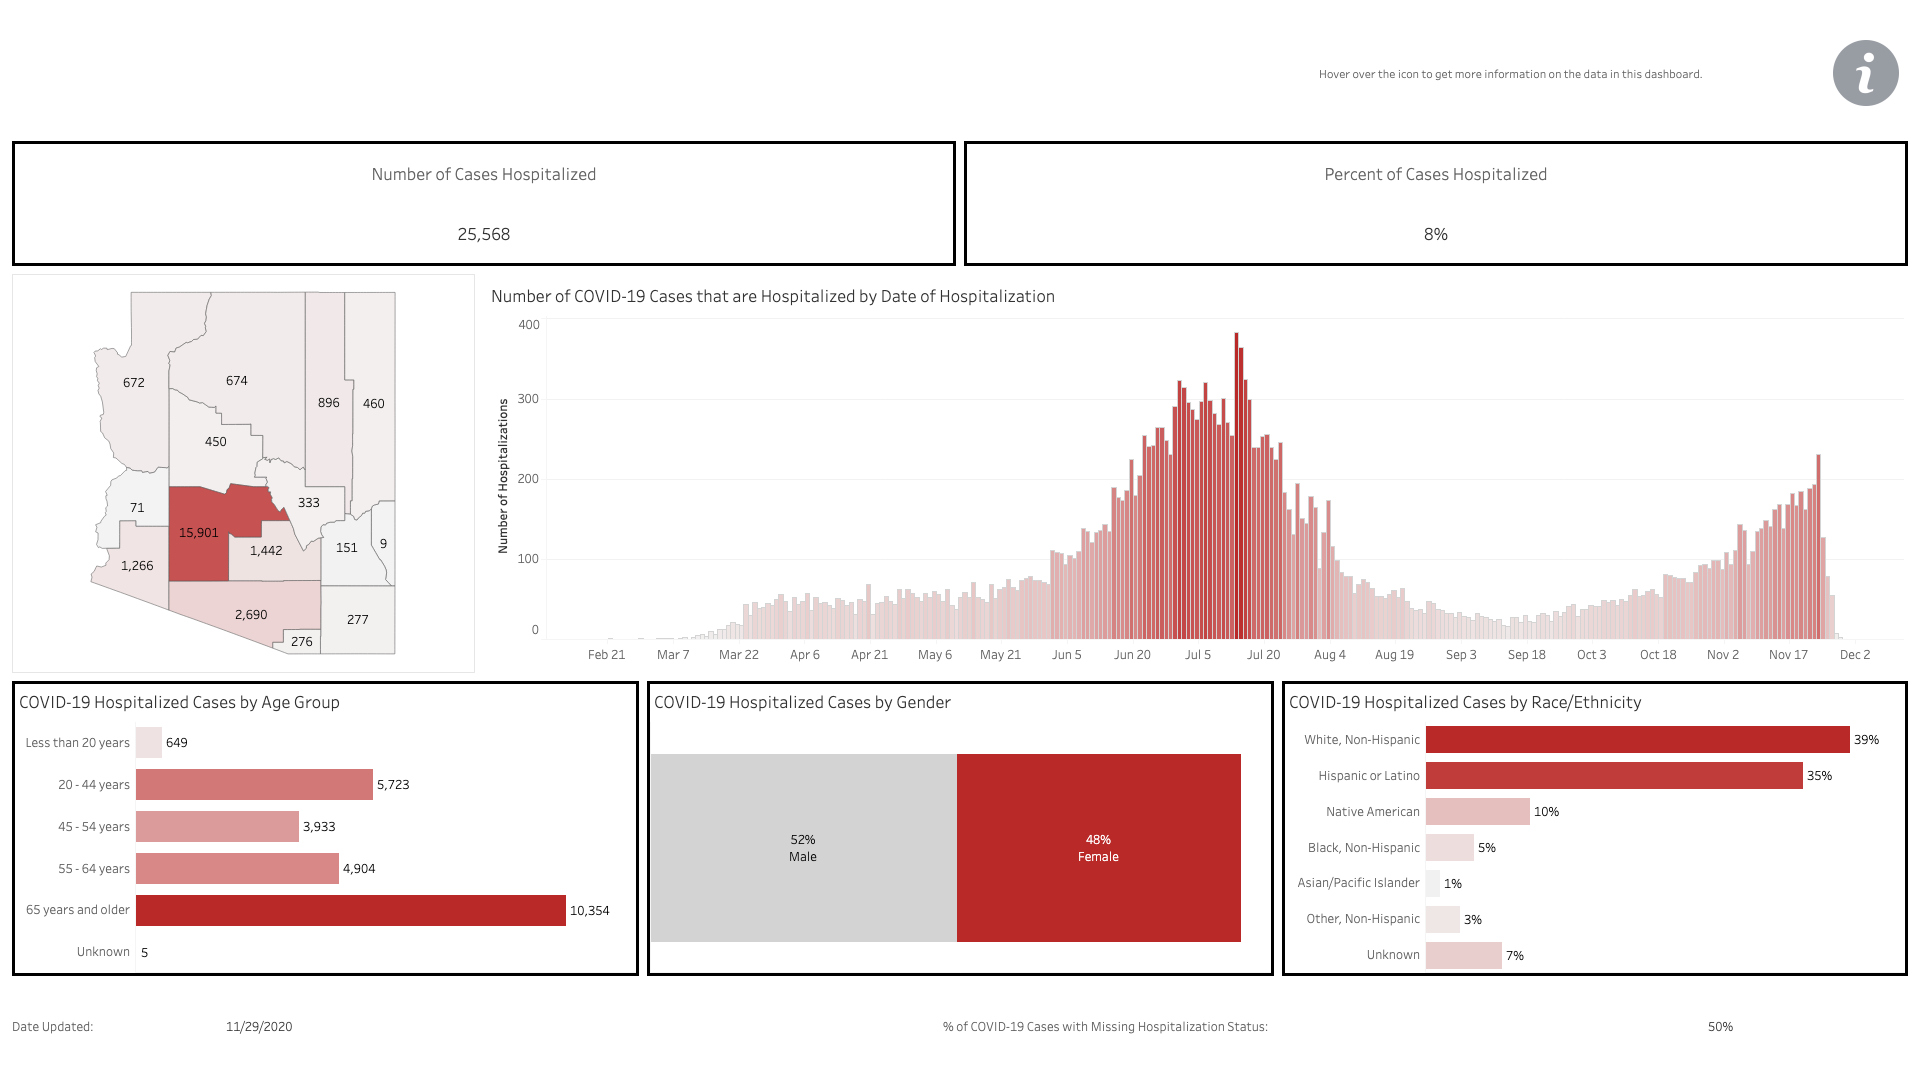 Hover over the icon to get more information on the data in this dashboard.
i
Number of Cases Hospitalized
25,568
Percent of Cases Hospitalized
8%
672
674
896
460
450
71
333
15,901
1,442
151
9
1,266
2,690
277
276
Number of COVID-19 Cases that are Hospitalized by Date of Hospitalization
Number of Hospitalizations
400
300
200
100
0
Feb 21
Mar 7
Mar 22
Apr 6
Apr 21
May 6
May 21
Jun 5
Jun 20
Jul 5
Jul 20
Aug 4
Aug 19
Sep 3
Sep 18
Oct 3
Oct 18
Nov 2
Nov 17
Dec 2
COVID-19 Hospitalized Cases by Age Group
Less than 20 years 649
20 - 44 years 5,723
45 - 54 years 3,933
55 - 64 years 4,904
65 years and older 10,354
Unknown 5
COVID-19 Hospitalized Cases by Gender
52%
Male
48%
Female
COVID-19 Hospitalized Cases by Race/Ethnicity
White, Non-Hispanic 39%
Hispanic or Latino 35%
Native American 10%
Black, Non-Hispanic 5%
Asian/Pacific Islander 1%
Other, Non-Hispanic 3%
Unknown 7%
Date Updated: 11/29/2020
% of COVID-19 Cases with Missing Hospitalization Status: 50%